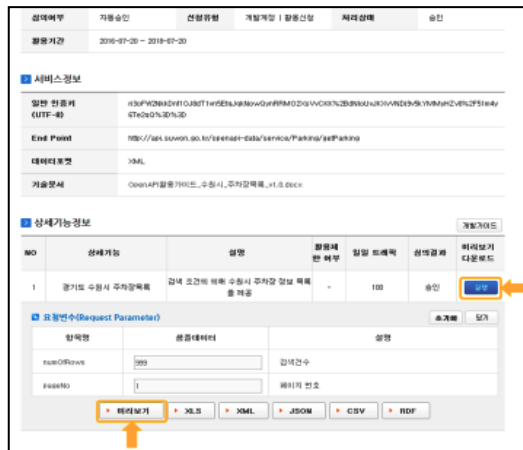 심의여부 자동승인 신청유형 개발계정 | 활용신청 처리상태 승인
활용기간 2016-07-20 ~ 2018-07-20
서비스정보
일반 인증키
(UTF-8)
End Point http://api.suwon.go.kr/openapi-data/service/Parking/getParking
데이터포맷 XML
기술문서 OpenAPI활용가이드_수원시_주차장목록_v1.0.docx
상세기능정보 개발가이드
NO 상세기능 설명 활용제한 여부 일일 트래픽 심의결과 미리보기 다운로드
1 경기도 수원시 주차장목록 검색 조건에 의해 수원시 주차장 정보 목록을 제공 - 100 승인 실행
요청변수(Request Parameter) 초기화 닫기
항목명 샘플데이터 설명
numOfRows 999 검색건수
pageNo 1 페이지 번호
미리보기 XLS XML JSON CSV RDF